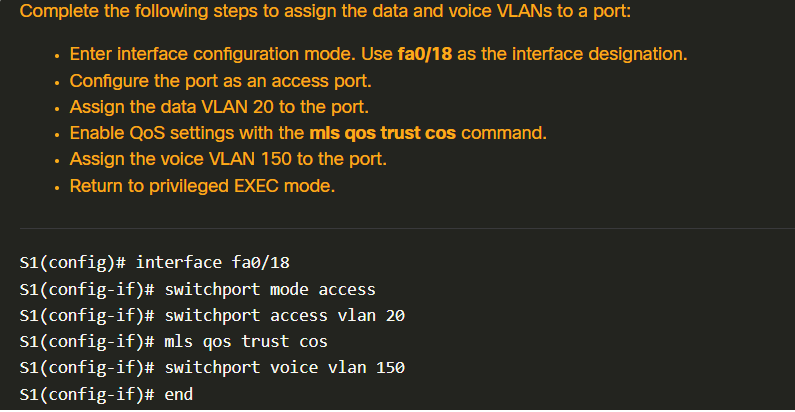 Complete the following steps to assign the data and voice VLANs to a port:
• Enter interface configuration mode. Use fa0/18 as the interface designation.
• Configure the port as an access port.
• Assign the data VLAN 20 to the port.
• Enable QoS settings with the mls qos trust cos command.
• Assign the voice VLAN 150 to the port.
• Return to privileged EXEC mode.
S1(config)# interface fa0/18
S1(config-if)# switchport mode access
S1(config-if)# switchport access vlan 20
S1(config-if)# mls qos trust cos
S1(config-if)# switchport voice vlan 150
S1(config-if)# end